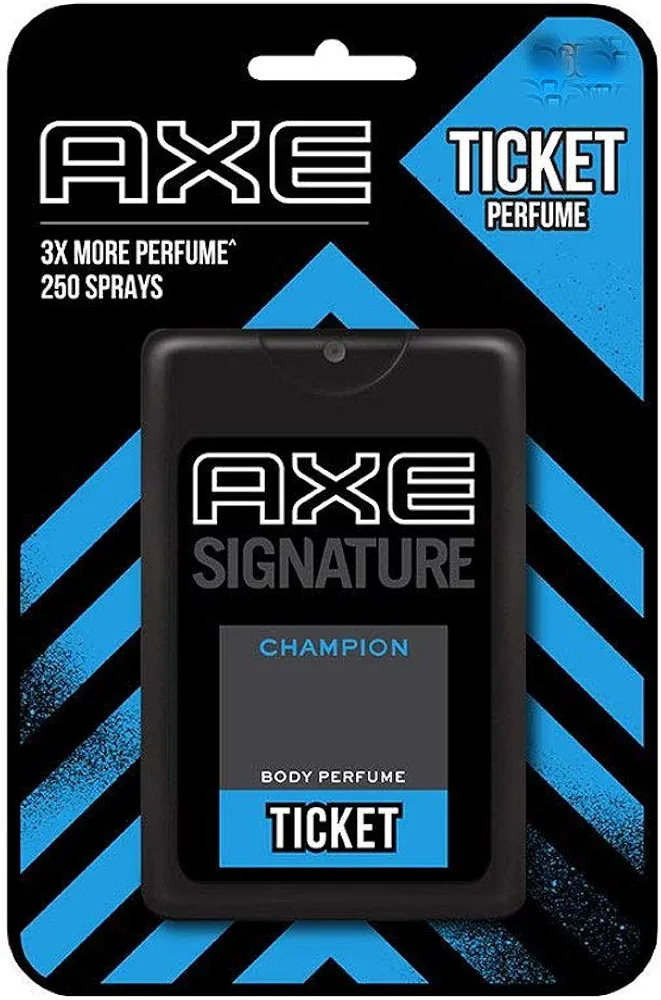 AXE
3X MORE PERFUME^
250 SPRAYS
TICKET
PERFUME
AXE
SIGNATURE
CHAMPION
BODY PERFUME
TICKET